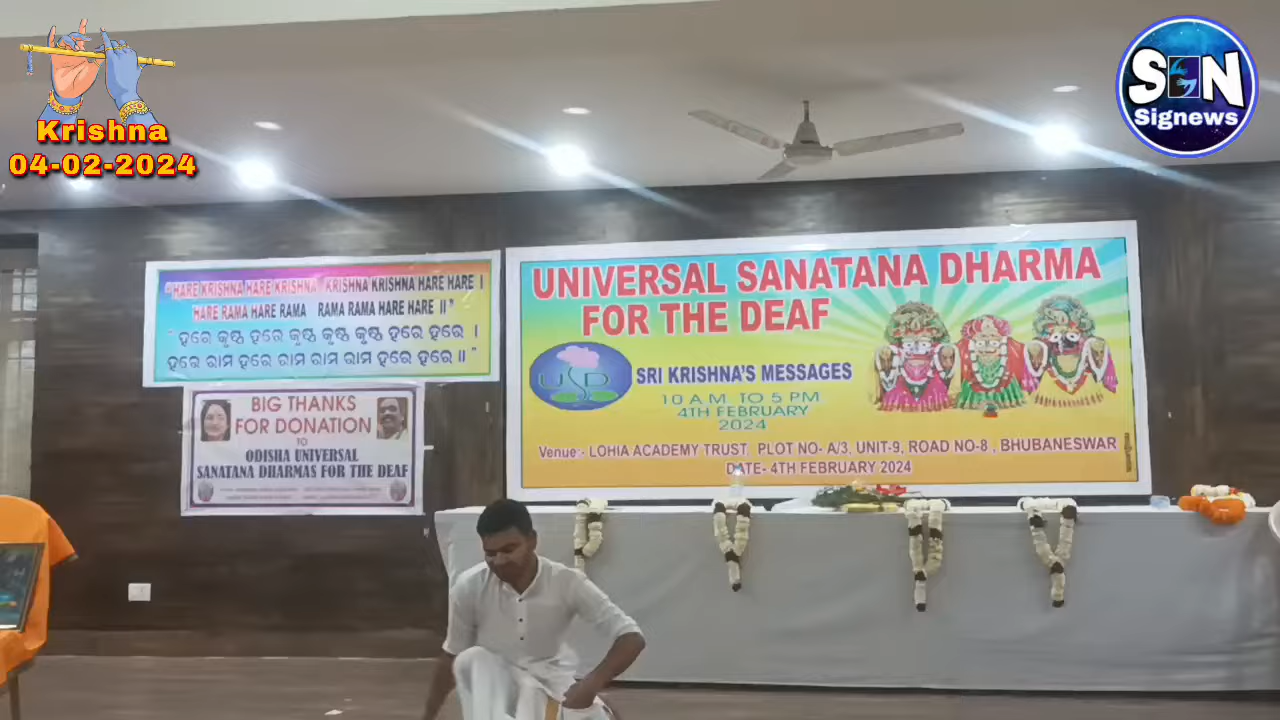 Krishna
04-02-2024
SGN
Signews
“HARE KRISHNA HARE KRISHNA KRISHNA KRISHNA HARE HARE ।
HARE RAMA HARE RAMA RAMA RAMA HARE HARE ॥”
“ହରେ କୃଷ୍ଣ ହରେ କୃଷ୍ଣ କୃଷ୍ଣ କୃଷ୍ଣ ହରେ ହରେ ।
ହରେ ରାମ ହରେ ରାମ ରାମ ରାମ ହରେ ହରେ ॥”
BIG THANKS
FOR DONATION
TO
ODISHA UNIVERSAL
SANATANA DHARMAS FOR THE DEAF
UNIVERSAL SANATANA DHARMA
FOR THE DEAF
USD
SRI KRISHNA'S MESSAGES
10 A.M. TO 5 PM
4TH FEBRUARY
2024
Venue:- LOHIA ACADEMY TRUST, PLOT NO- A/3, UNIT-9, ROAD NO-8 , BHUBANESWAR
DATE- 4TH FEBRUARY 2024